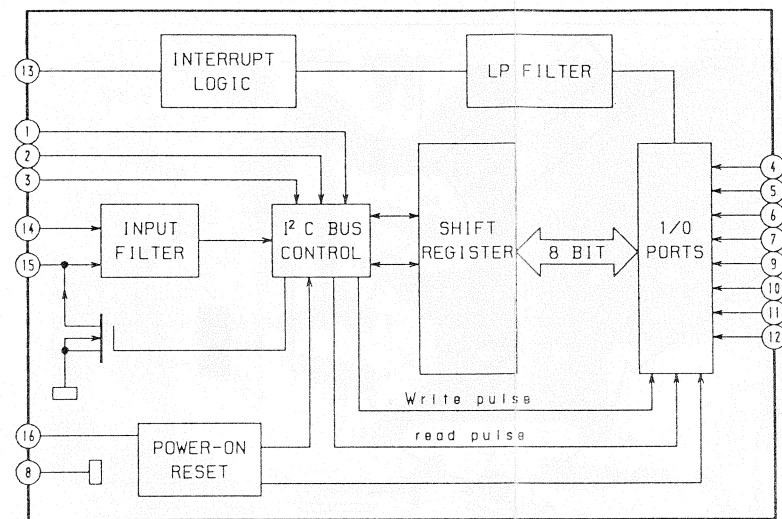 INTERRUPT
LOGIC
LP FILTER
13
1
2
3
14
15
INPUT
FILTER
I² C BUS
CONTROL
SHIFT
REGISTER
8 BIT
I/O
PORTS
4
5
6
7
9
10
11
12
Write pulse
read pulse
16
8
POWER-ON
RESET